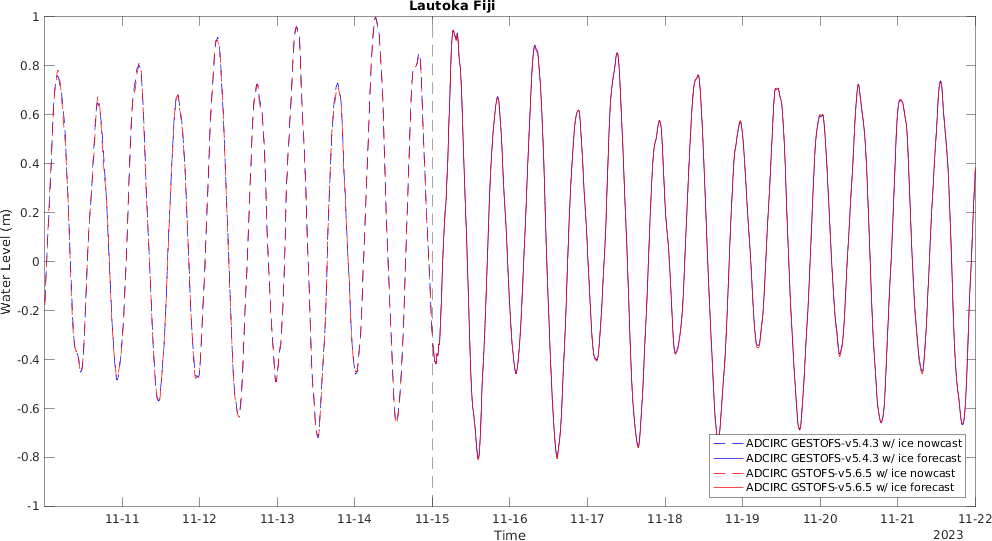 Lautoka Fiji
Water Level (m)
1
0.8
0.6
0.4
0.2
0
-0.2
-0.4
-0.6
-0.8
-1
ADCIRC GESTOFS-v5.4.3 w/ ice nowcast
ADCIRC GESTOFS-v5.4.3 w/ ice forecast
ADCIRC GSTOFS-v5.6.5 w/ ice nowcast
ADCIRC GSTOFS-v5.6.5 w/ ice forecast
11-11 11-12 11-13 11-14 11-15 11-16 11-17 11-18 11-19 11-20 11-21 11-22
Time
2023